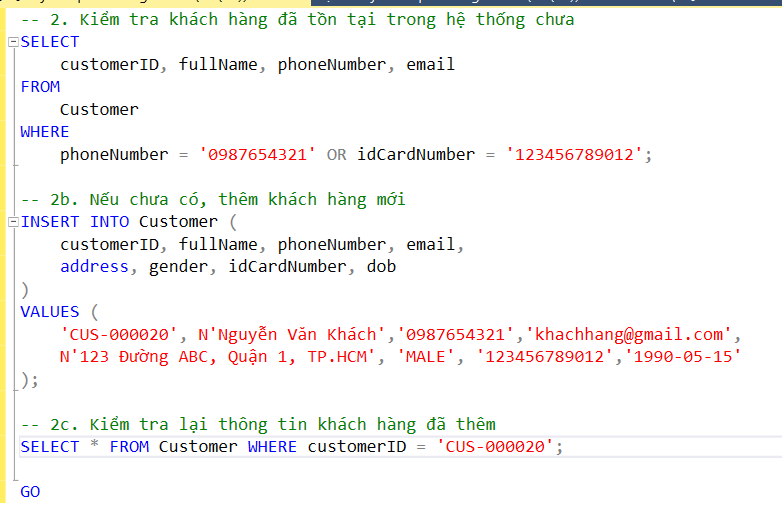 -- 2. Kiểm tra khách hàng đã tồn tại trong hệ thống chưa
SELECT
customerID, fullName, phoneNumber, email
FROM
Customer
WHERE
phoneNumber = '0987654321' OR idCardNumber = '123456789012';
-- 2b. Nếu chưa có, thêm khách hàng mới
INSERT INTO Customer (
customerID, fullName, phoneNumber, email,
address, gender, idCardNumber, dob
)
VALUES (
'CUS-000020', N'Nguyễn Văn Khách','0987654321','khachhang@gmail.com',
N'123 Đường ABC, Quận 1, TP.HCM', 'MALE', '123456789012','1990-05-15'
);
-- 2c. Kiểm tra lại thông tin khách hàng đã thêm
SELECT * FROM Customer WHERE customerID = 'CUS-000020';
GO